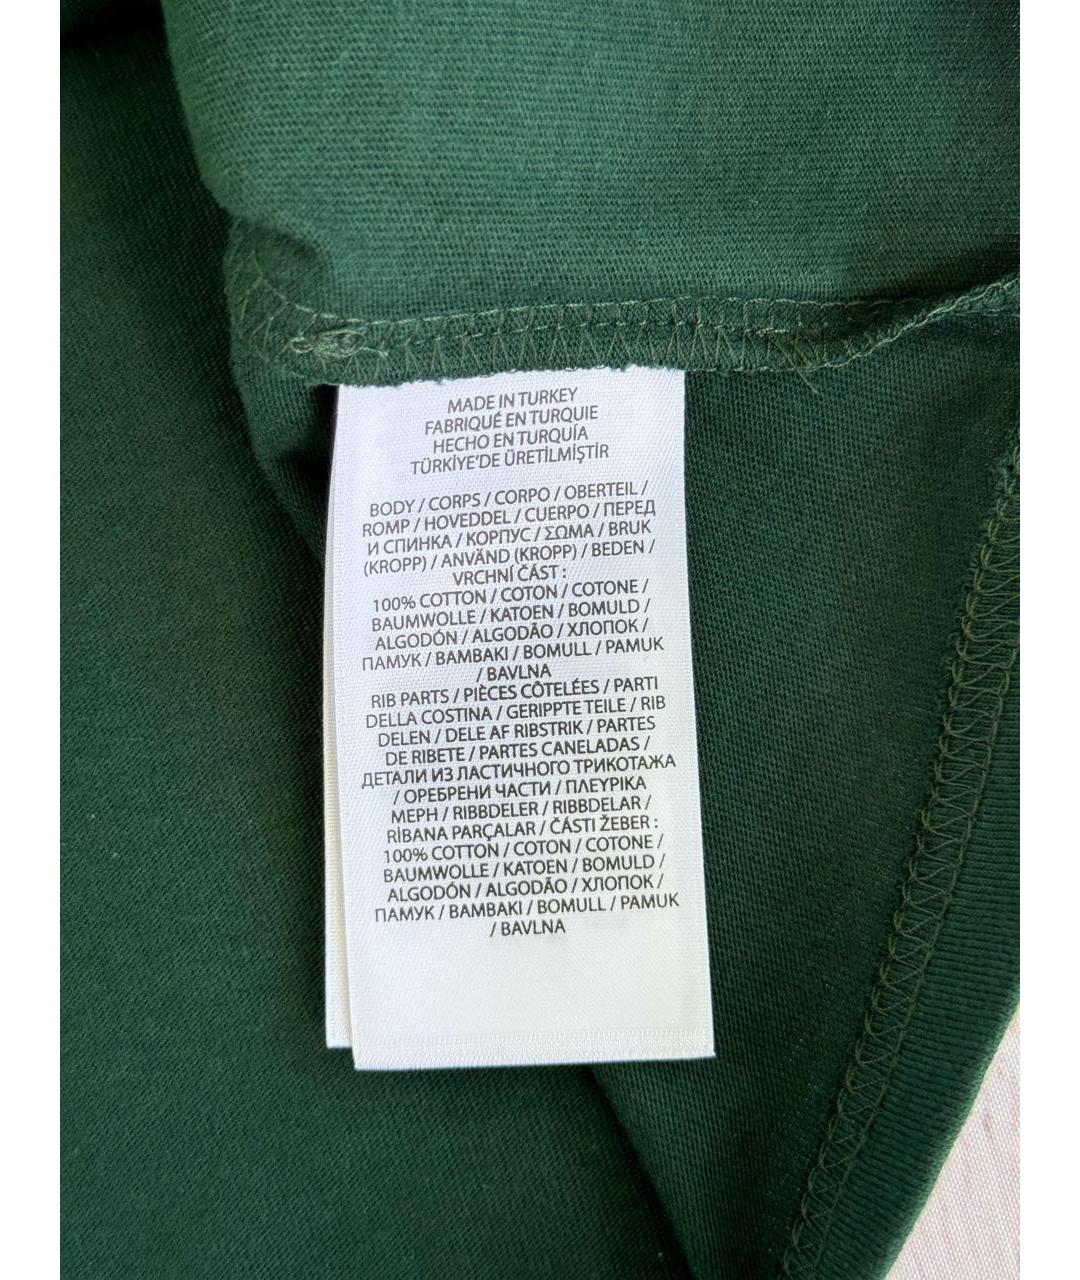 MADE IN TURKEY
FABRIQUÉ EN TURQUIE
HECHO EN TURQUÍA
TÜRKİYE'DE ÜRETİLMİŞTİR
BODY / CORPS / CORPO / OBERTEIL /
ROMP / HOVEDDEL / CUERPO / ПЕРЕД
И СПИНКА / КОРПУС / ΣΩΜΑ / BRUK
(KROPP) / ANVÄND (KROPP) / BEDEN /
VRCHNÍ ČÁST :
100% COTTON / COTON / COTONE /
BAUMWOLLE / KATOEN / BOMULD /
ALGODÓN / ALGODÃO / ХЛОПОК /
ПАМУК / BAMBAKI / BOMULL / PAMUK
/ BAVLNA
RIB PARTS / PIÈCES CÔTELÉES / PARTI
DELLA COSTINA / GERIPPTE TEILE / RIB
DELEN / DELE AF RIBSTRIK / PARTES
DE RIBETE / PARTES CANELADAS /
ДЕТАЛИ ИЗ ЛАСТИЧНОГО ТРИКОТАЖА
/ ОРЕБРЕНИ ЧАСТИ / ΠΛΕΥΡΙΚΑ
ΜΕΡΗ / RIBBDELER / RIBBDELAR /
RİBANA PARÇALAR / ČÁSTI ŽEBER :
100% COTTON / COTON / COTONE /
BAUMWOLLE / KATOEN / BOMULD /
ALGODÓN / ALGODÃO / ХЛОПОК /
ПАМУК / BAMBAKI / BOMULL / PAMUK
/ BAVLNA